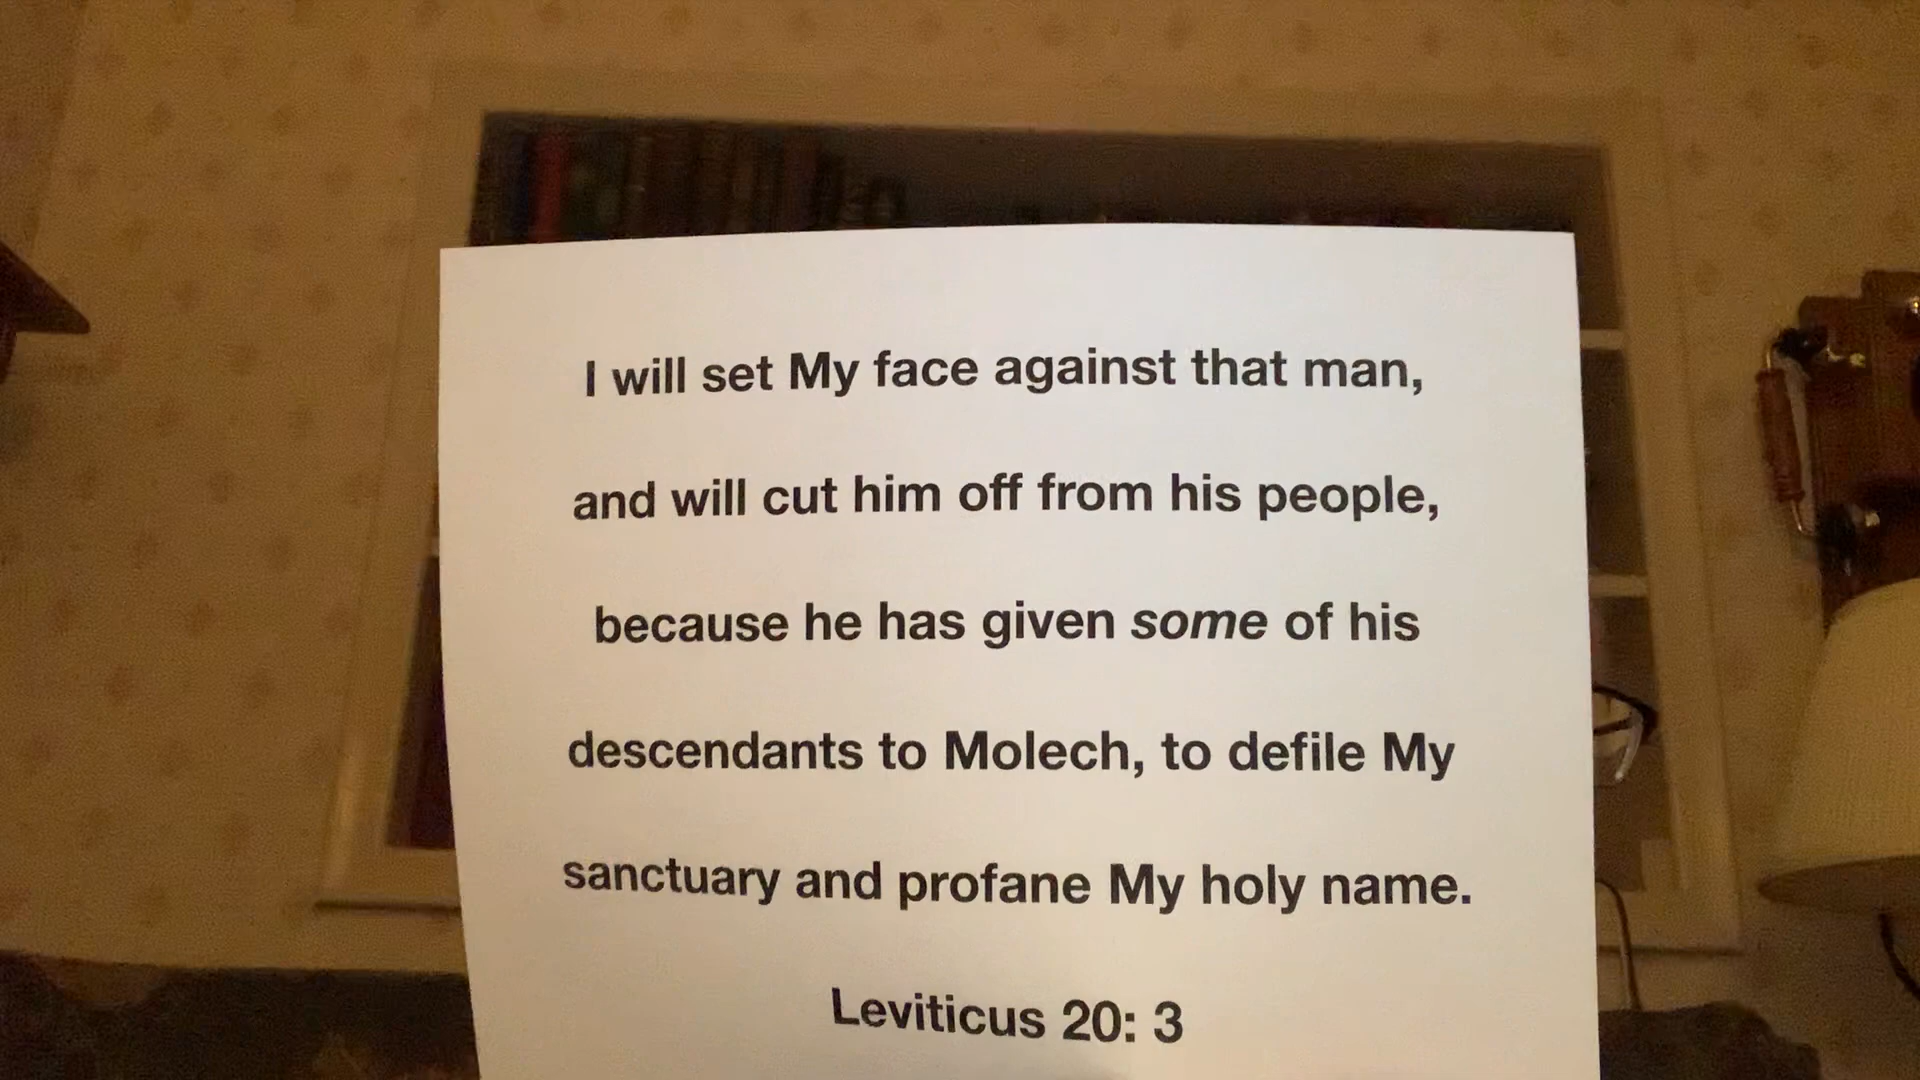 I will set My face against that man,
and will cut him off from his people,
because he has given some of his
descendants to Molech, to defile My
sanctuary and profane My holy name.
Leviticus 20: 3